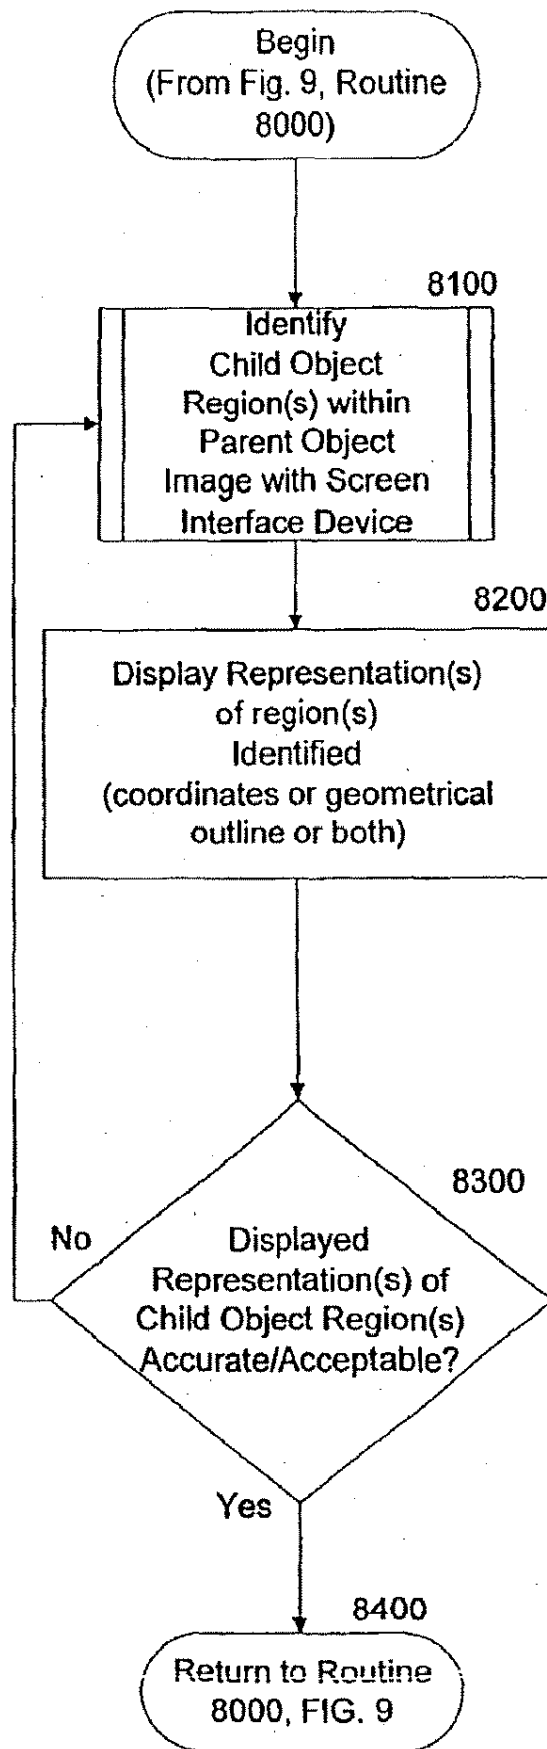 Begin
(From Fig. 9, Routine
8000)
8100
Identify
Child Object
Region(s) within
Parent Object
Image with Screen
Interface Device
8200
Display Representation(s)
of region(s)
Identified
(coordinates or geometrical
outline or both)
8300
No
Displayed
Representation(s) of
Child Object Region(s)
Accurate/Acceptable?
Yes
8400
Return to Routine
8000, FIG. 9